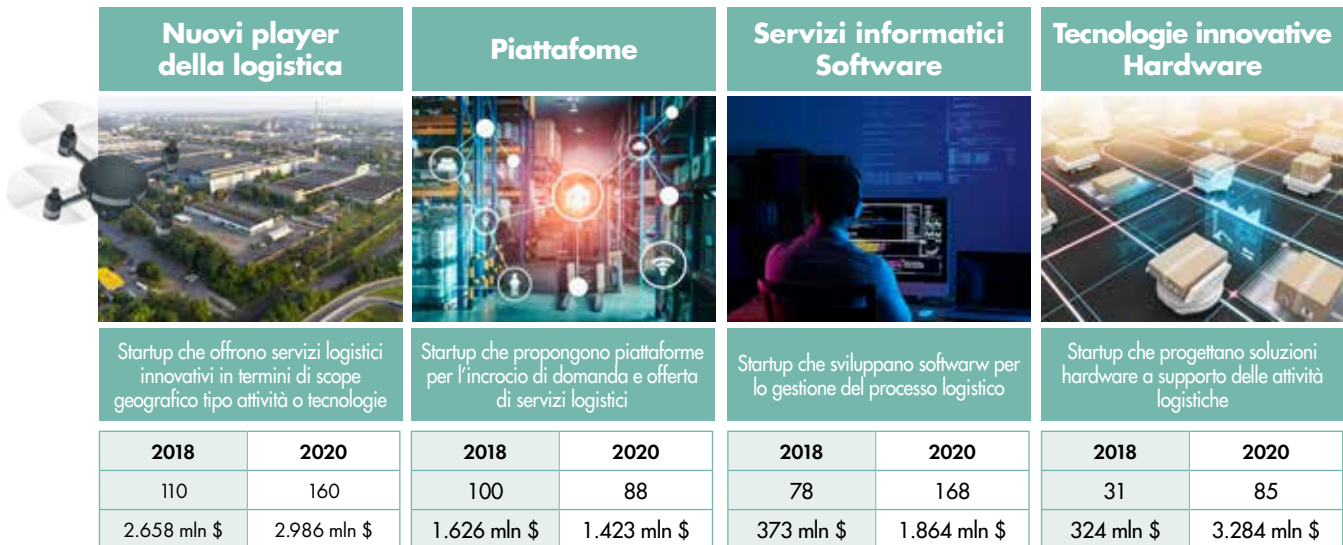 Nuovi player
della logistica
Piattafome
Servizi informatici
Software
Tecnologie innovative
Hardware
Startup che offrono servizi logistici
innovativi in termini di scope
geografico tipo attività o tecnologie
Startup che propongono piattaforme
per l'incrocio di domanda e offerta
di servizi logistici
Startup che sviluppano softwarw per
lo gestione del processo logistico
Startup che progettano soluzioni
hardware a supporto delle attività
logistiche
2018 2020 2018 2020 2018 2020 2018 2020
110 160 100 88 78 168 31 85
2.658 mln $ 2.986 mln $ 1.626 mln $ 1.423 mln $ 373 mln $ 1.864 mln $ 324 mln $ 3.284 mln $